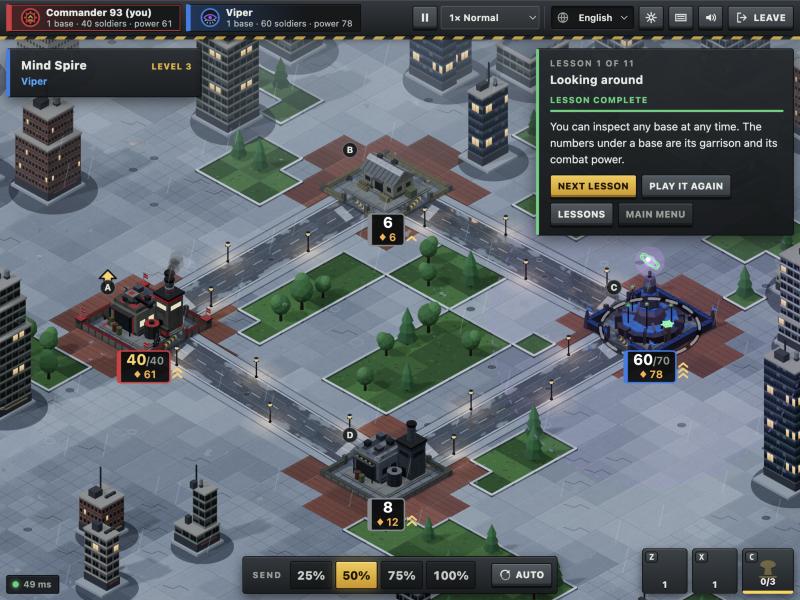 Commander 93 (you)
1 base · 40 soldiers · power 61
Viper
1 base · 60 soldiers · power 78
1× Normal
English
LEAVE
Mind Spire
LEVEL 3
Viper
LESSON 1 OF 11
Looking around
LESSON COMPLETE
You can inspect any base at any time. The
numbers under a base are its garrison and its
combat power.
NEXT LESSON
PLAY IT AGAIN
LESSONS
MAIN MENU
B
6
6
A
40/40
61
C
60/70
78
D
8
12
49 ms
SEND
25%
50%
75%
100%
AUTO
Z
1
X
1
C
0/3